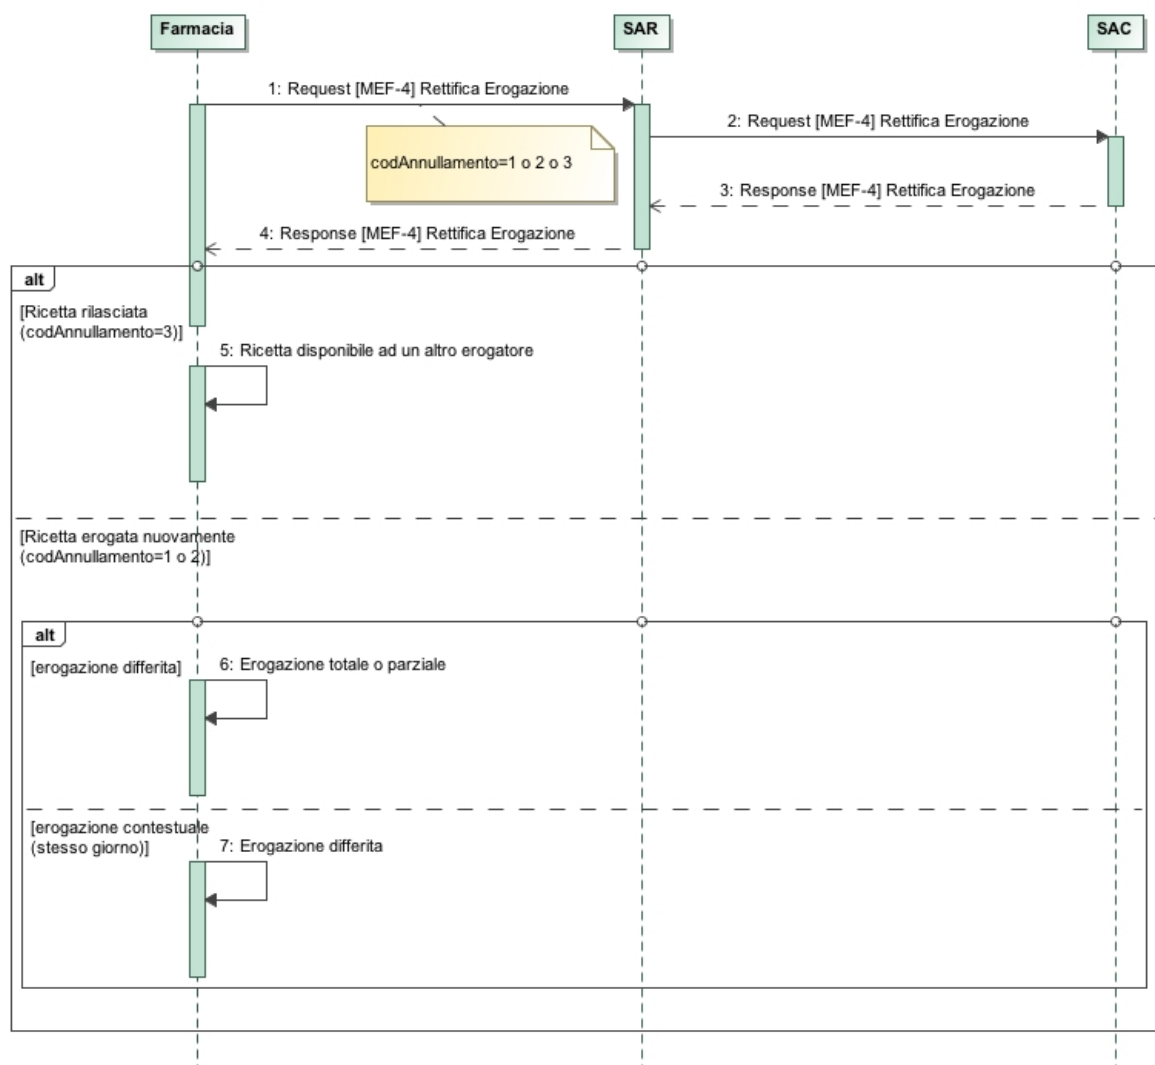 Farmacia
SAR
SAC
1: Request [MEF-4] Rettifica Erogazione
2: Request [MEF-4] Rettifica Erogazione
codAnnullamento=1 o 2 o 3
3: Response [MEF-4] Rettifica Erogazione
4: Response [MEF-4] Rettifica Erogazione
alt
[Ricetta rilasciata
(codAnnullamento=3)]
5: Ricetta disponibile ad un altro erogatore
[Ricetta erogata nuovamente
(codAnnullamento=1 o 2)]
alt
[erogazione differita]
6: Erogazione totale o parziale
[erogazione contestuale
(stesso giorno)]
7: Erogazione differita